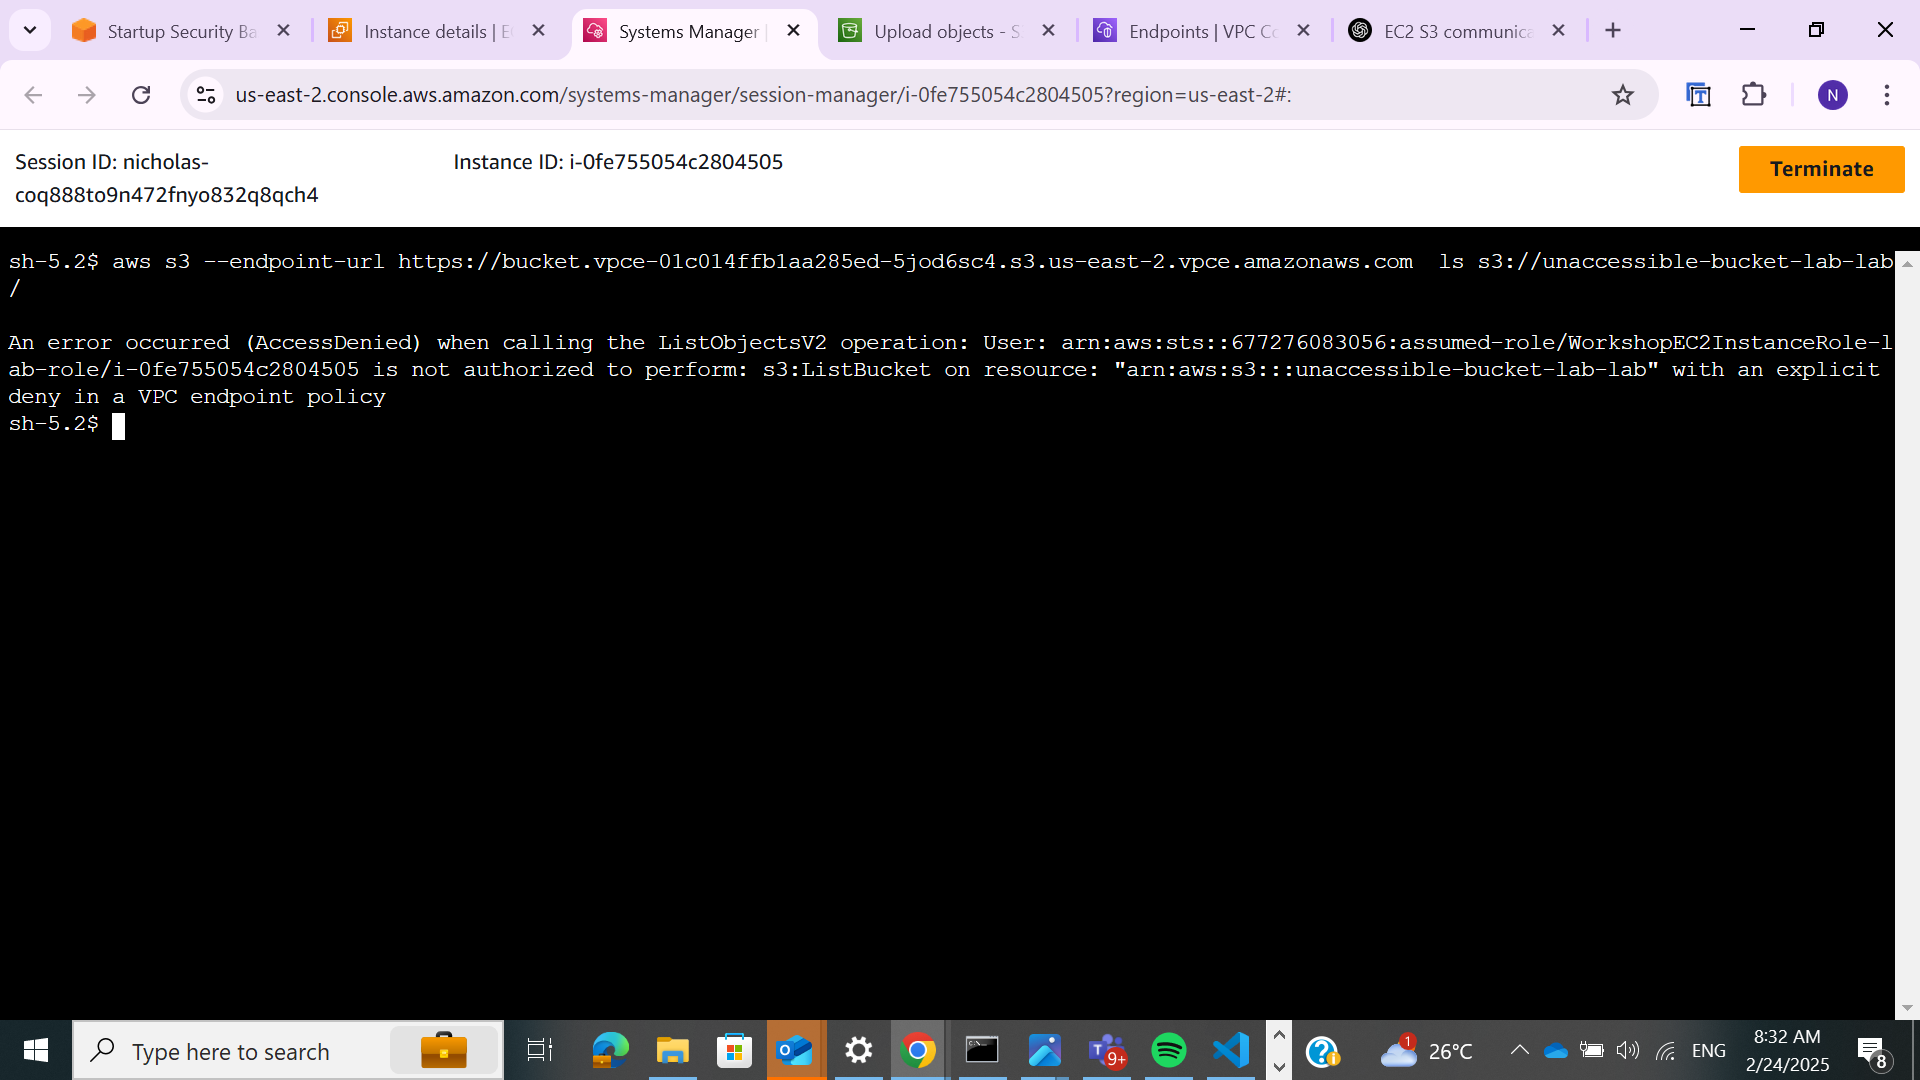 Startup Security Ba
Instance details | E
Systems Manager |
Upload objects - S
Endpoints | VPC Co
EC2 S3 communica
us-east-2.console.aws.amazon.com/systems-manager/session-manager/i-0fe755054c2804505?region=us-east-2#:
N
Session ID: nicholas-
coq888to9n472fnyo832q8qch4
Instance ID: i-0fe755054c2804505
Terminate
sh-5.2$ aws s3 --endpoint-url https://bucket.vpce-01c014ffb1aa285ed-5jod6sc4.s3.us-east-2.vpce.amazonaws.com  ls s3://unaccessible-bucket-lab-lab
/
An error occurred (AccessDenied) when calling the ListObjectsV2 operation: User: arn:aws:sts::677276083056:assumed-role/WorkshopEC2InstanceRole-l
ab-role/i-0fe755054c2804505 is not authorized to perform: s3:ListBucket on resource: "arn:aws:s3:::unaccessible-bucket-lab-lab" with an explicit
deny in a VPC endpoint policy
sh-5.2$
Type here to search
9+
1
26°C
ENG
8:32 AM
2/24/2025
8